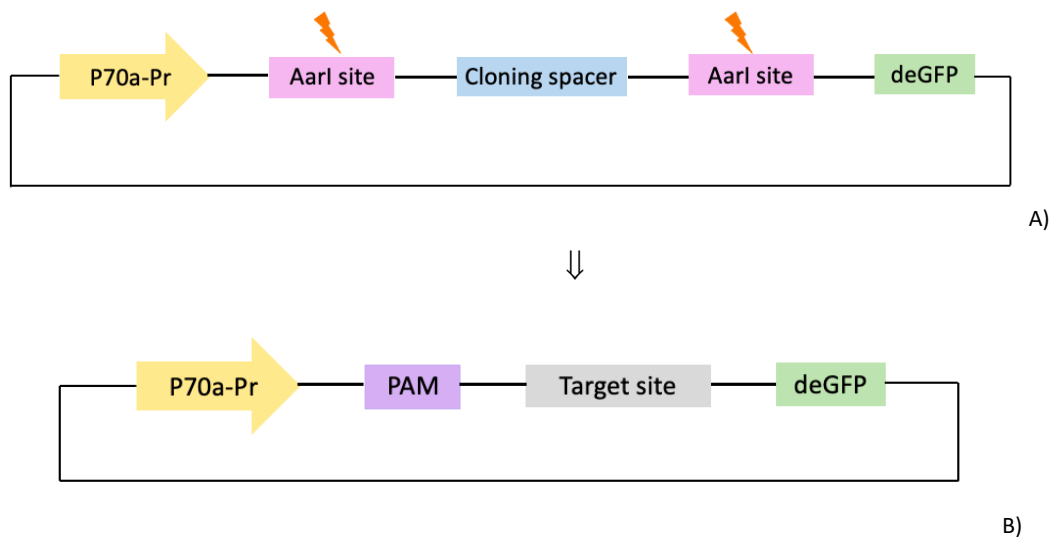 P70a-Pr AarI site Cloning spacer AarI site deGFP
A)
⇓
P70a-Pr PAM Target site deGFP
B)